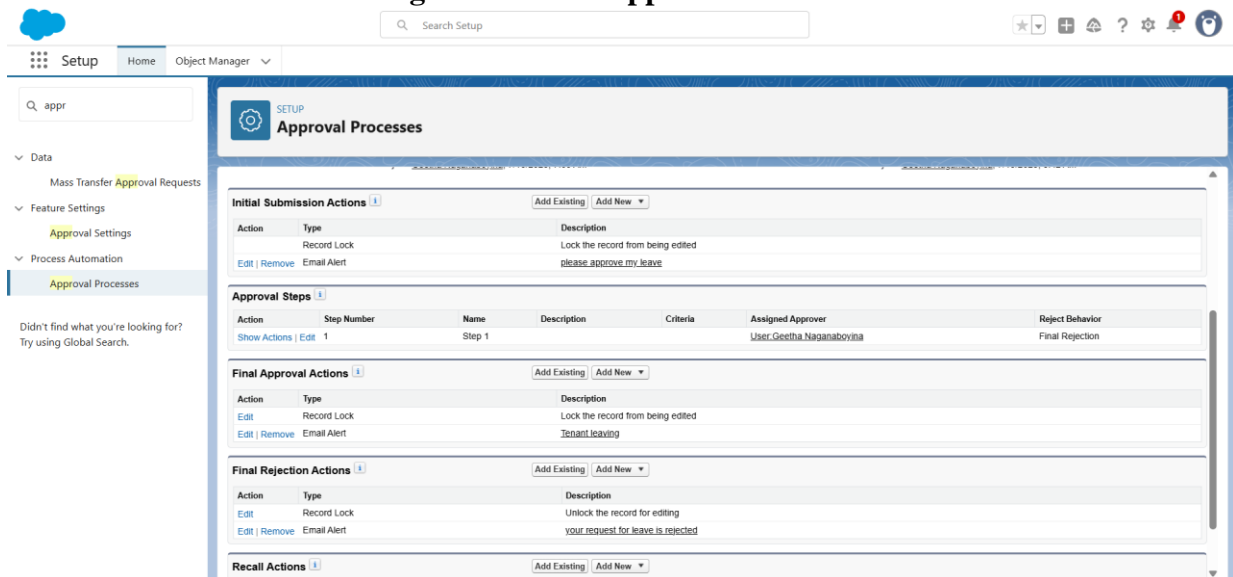 Search Setup
1
Setup Home Object Manager
appr
SETUP
Approval Processes
Data
Mass Transfer Approval Requests
Feature Settings
Approval Settings
Process Automation
Approval Processes
Didn't find what you're looking for?
Try using Global Search.
Initial Submission Actions i Add Existing Add New
Action Type Description
Record Lock Lock the record from being edited
Edit | Remove Email Alert please approve my leave
Approval Steps i
Action Step Number Name Description Criteria Assigned Approver Reject Behavior
Show Actions | Edit 1 Step 1 User:Geetha Naganaboyina Final Rejection
Final Approval Actions i Add Existing Add New
Action Type Description
Edit Record Lock Lock the record from being edited
Edit | Remove Email Alert Tenant leaving
Final Rejection Actions i Add Existing Add New
Action Type Description
Edit Record Lock Unlock the record for editing
Edit | Remove Email Alert your request for leave is rejected
Recall Actions i Add Existing Add New